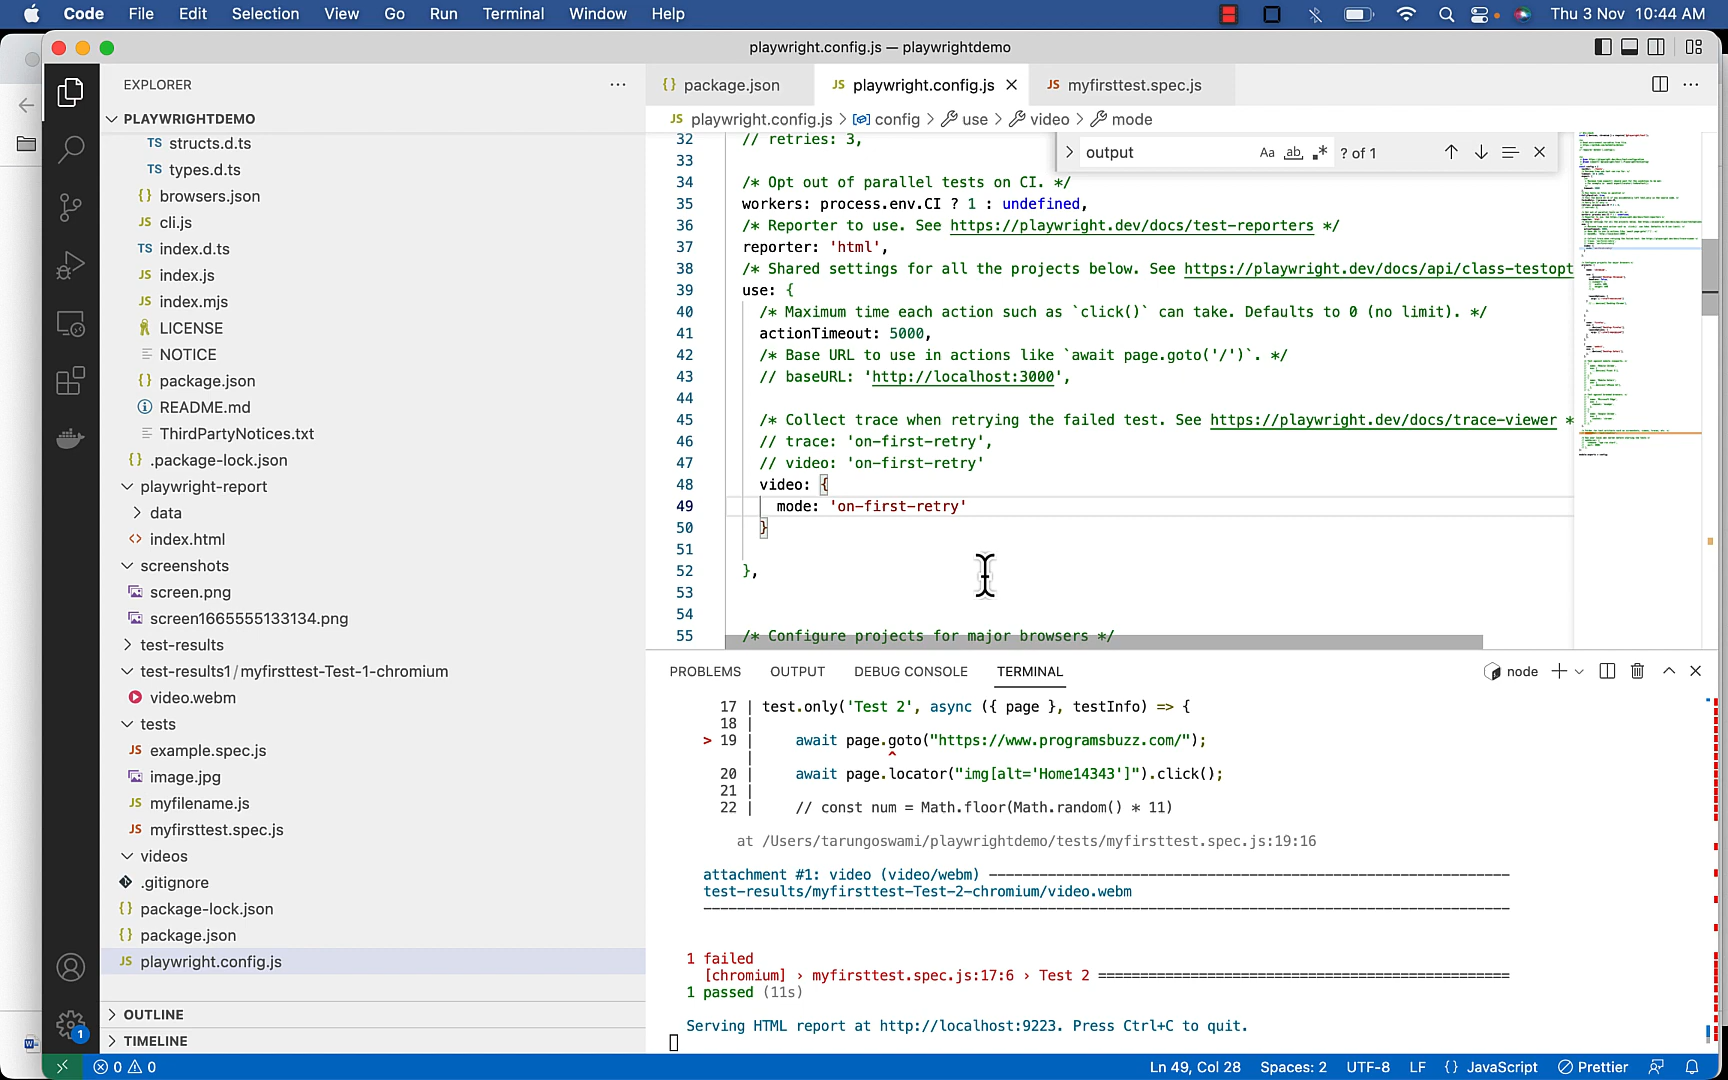 Code File Edit Selection View Go Run Terminal Window Help Thu 3 Nov 10:44 AM
playwright.config.js — playwrightdemo
EXPLORER
PLAYWRIGHTDEMO
TS structs.d.ts
TS types.d.ts
{} browsers.json
JS cli.js
TS index.d.ts
JS index.js
JS index.mjs
LICENSE
NOTICE
{} package.json
README.md
ThirdPartyNotices.txt
{} .package-lock.json
playwright-report
data
<> index.html
screenshots
screen.png
screen1665555133134.png
test-results
test-results1/myfirsttest-Test-1-chromium
video.webm
tests
JS example.spec.js
image.jpg
JS myfilename.js
JS myfirsttest.spec.js
videos
.gitignore
{} package-lock.json
{} package.json
JS playwright.config.js
OUTLINE
TIMELINE
{} package.json JS playwright.config.js JS myfirsttest.spec.js
JS playwright.config.js > config > use > video > mode
output Aa ab .* ? of 1
32 // retries: 3,
33
34 /* Opt out of parallel tests on CI. */
35 workers: process.env.CI ? 1 : undefined,
36 /* Reporter to use. See https://playwright.dev/docs/test-reporters */
37 reporter: 'html',
38 /* Shared settings for all the projects below. See https://playwright.dev/docs/api/class-testopt
39 use: {
40 /* Maximum time each action such as `click()` can take. Defaults to 0 (no limit). */
41 actionTimeout: 5000,
42 /* Base URL to use in actions like `await page.goto('/')`. */
43 // baseURL: 'http://localhost:3000',
44
45 /* Collect trace when retrying the failed test. See https://playwright.dev/docs/trace-viewer *
46 // trace: 'on-first-retry',
47 // video: 'on-first-retry'
48 video: {
49 mode: 'on-first-retry'
50 }
51
52 },
53
54
55 /* Configure projects for major browsers */
PROBLEMS OUTPUT DEBUG CONSOLE TERMINAL node
17 | test.only('Test 2', async ({ page }, testInfo) => {
18 |
> 19 | await page.goto("https://www.programsbuzz.com/");
| ^
20 | await page.locator("img[alt='Home14343']").click();
21 |
22 | // const num = Math.floor(Math.random() * 11)
at /Users/tarungoswami/playwrightdemo/tests/myfirsttest.spec.js:19:16
attachment #1: video (video/webm) ────────────────
test-results/myfirsttest-Test-2-chromium/video.webm
────────────────
1 failed
[chromium] › myfirsttest.spec.js:17:6 › Test 2 ================
1 passed (11s)
Serving HTML report at http://localhost:9223. Press Ctrl+C to quit.
1
0 0 Ln 49, Col 28 Spaces: 2 UTF-8 LF {} JavaScript Prettier